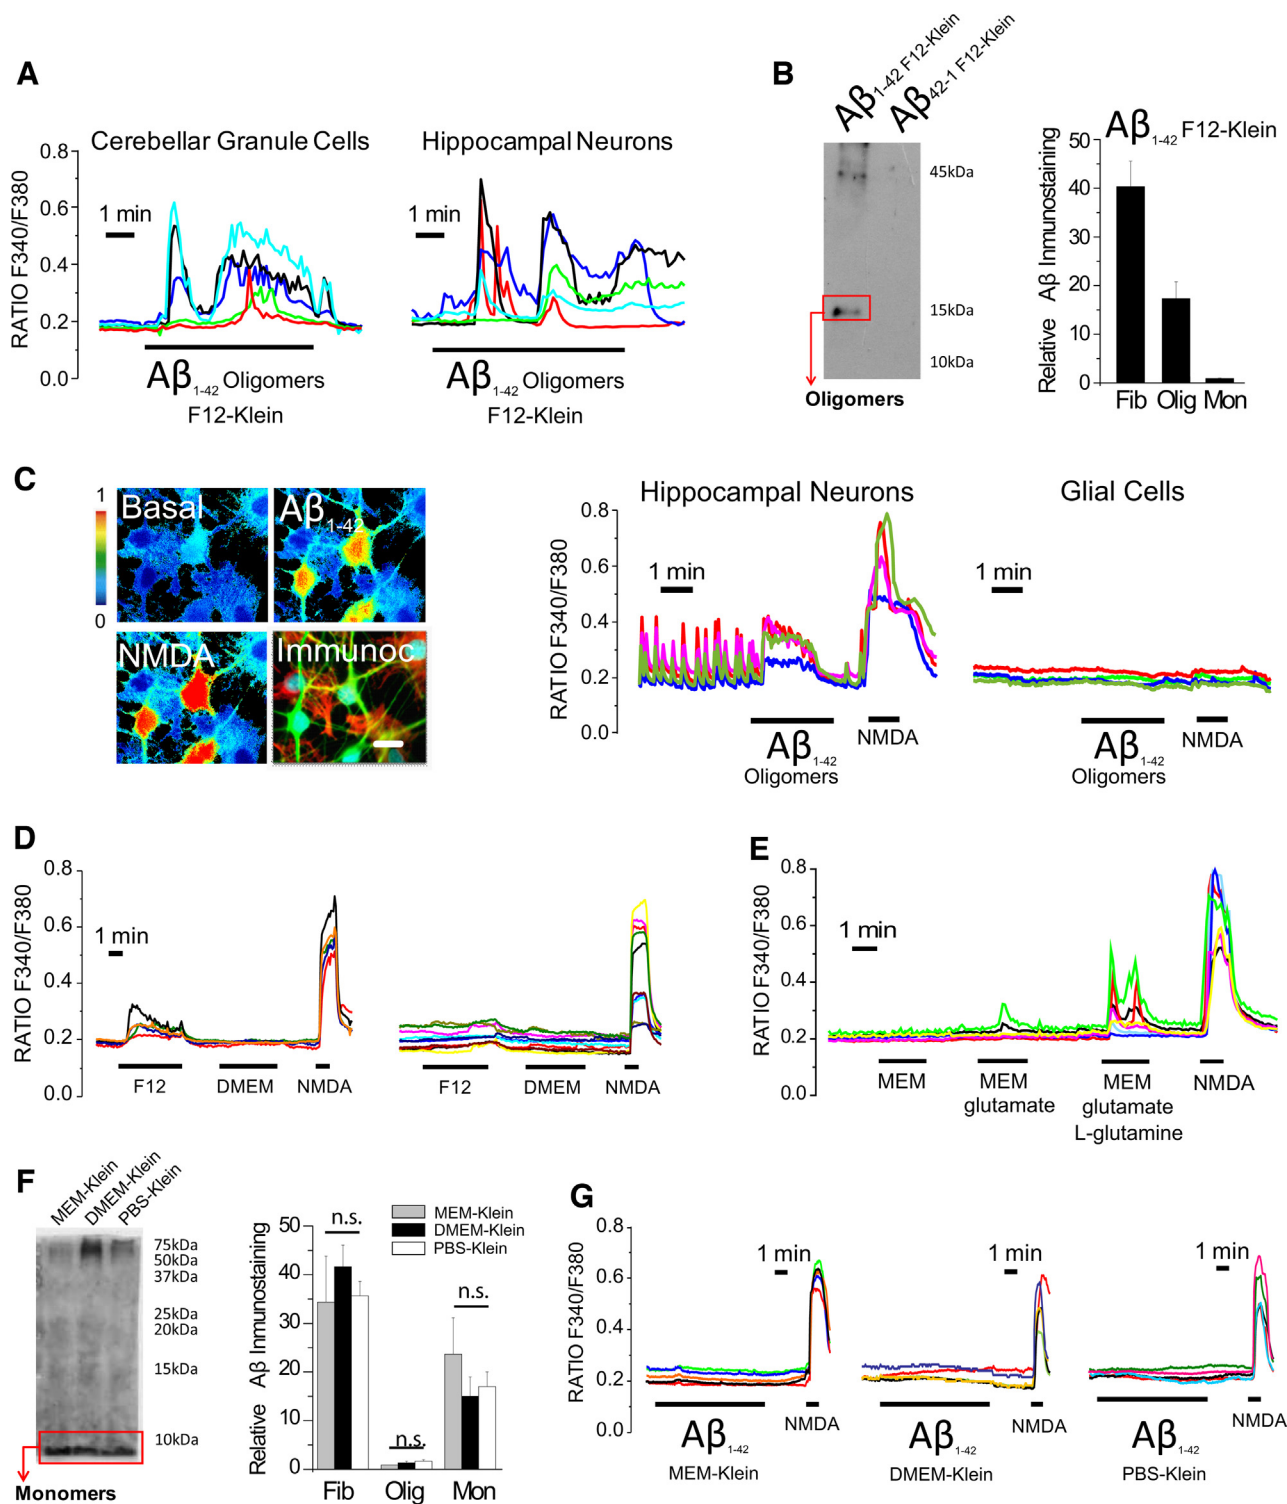 A
Cerebellar Granule Cells
Hippocampal Neurons
RATIO F340/F380
0.8
0.6
0.4
0.2
0.0
1 min
1 min
Aβ1-42 Oligomers
F12-Klein
Aβ1-42 Oligomers
F12-Klein
B
Aβ1-42 F12-Klein
Aβ42-1 F12-Klein
45kDa
15kDa
10kDa
Oligomers
Aβ1-42 F12-Klein
Relative Aβ Inmunostaining
50
40
30
20
10
0
Fib Olig Mon
C
1
0
Basal
Aβ1-42
NMDA
Immunoc
Hippocampal Neurons
Glial Cells
RATIO F340/F380
0.8
0.6
0.4
0.2
0.0
1 min
1 min
Aβ1-42
Oligomers
NMDA
Aβ1-42
Oligomers
NMDA
D
RATIO F340/F380
0.8
0.6
0.4
0.2
0.0
1 min
F12
DMEM
NMDA
F12
DMEM
NMDA
E
RATIO F340/F380
0.8
0.6
0.4
0.2
0.0
1 min
MEM
MEM
glutamate
MEM
glutamate
L-glutamine
NMDA
F
MEM-Klein
DMEM-Klein
PBS-Klein
75kDa
50kDa
37kDa
25kDa
20kDa
15kDa
10kDa
Monomers
Relative Aβ Inmunostaining
50
40
30
20
10
0
n.s.
n.s.
n.s.
MEM-Klein
DMEM-Klein
PBS-Klein
Fib Olig Mon
G
RATIO F340/F380
0.8
0.6
0.4
0.2
0.0
1 min
1 min
1 min
Aβ1-42
MEM-Klein
NMDA
Aβ1-42
DMEM-Klein
NMDA
Aβ1-42
PBS-Klein
NMDA